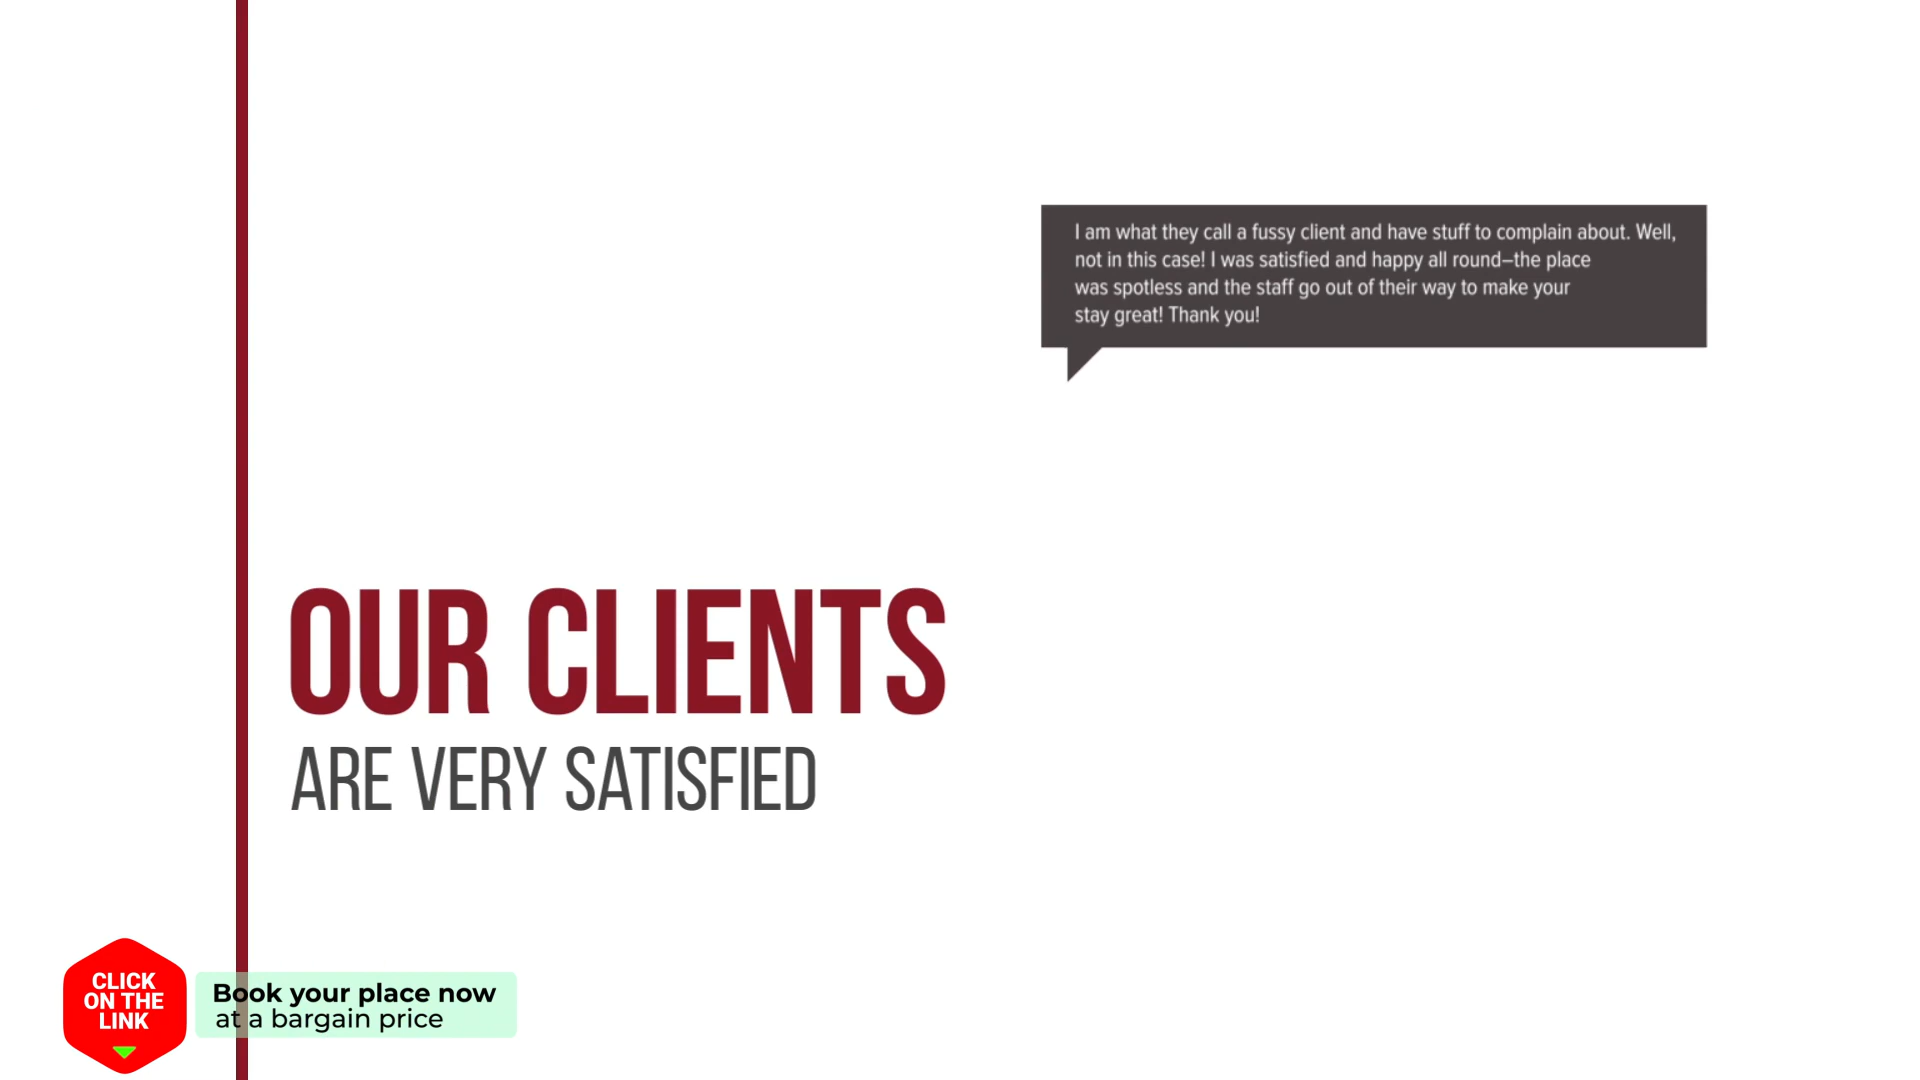 I am what they call a fussy client and have stuff to complain about. Well,
not in this case! I was satisfied and happy all round–the place
was spotless and the staff go out of their way to make your
stay great! Thank you!
OUR CLIENTS
ARE VERY SATISFIED
CLICK
ON THE
LINK
Book your place now
at a bargain price